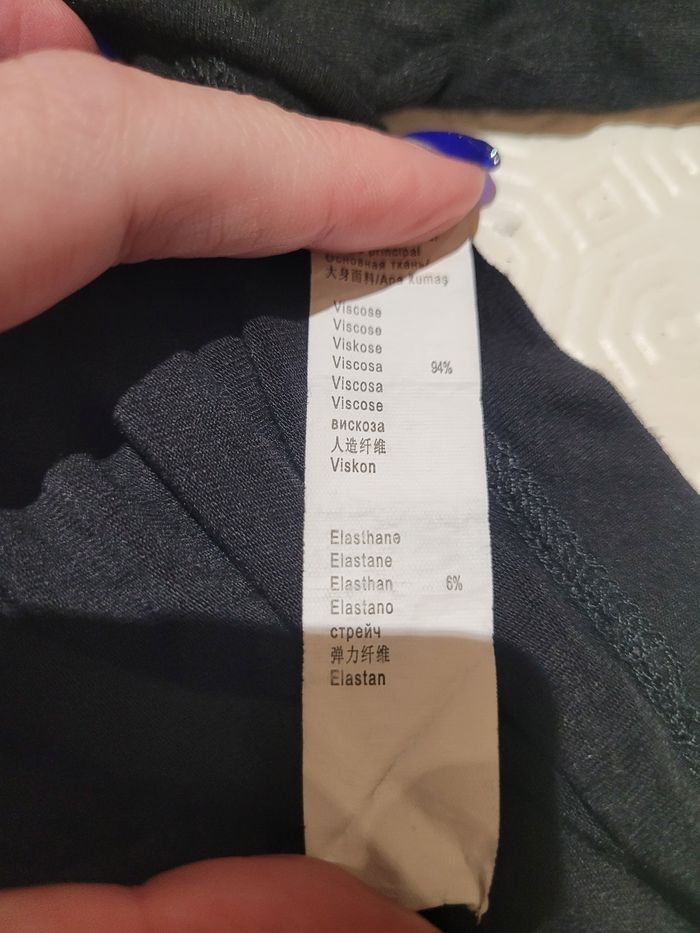 principal
Основная ткань/
大身面料/Ana kumaş
Viscose
Viscose
Viskose
Viscosa 94%
Viscosa
Viscose
вискоза
人造纤维
Viskon
Elasthane
Elastane
Elasthan 6%
Elastano
стрейч
弹力纤维
Elastan